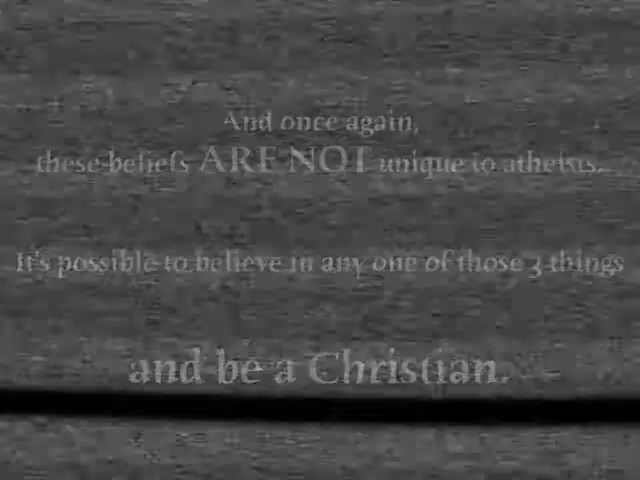 And once again,
these beliefs ARE NOT unique to atheists.
It's possible to believe in any one of those 3 things
and be a Christian.